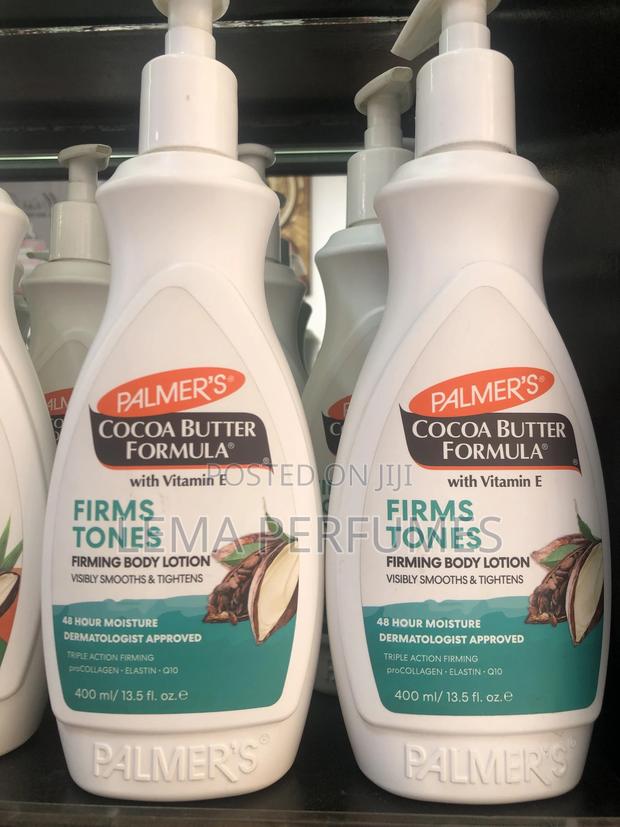 PALMER'S®
COCOA BUTTER
FORMULA®
with Vitamin E
FIRMS
TONES
FIRMING BODY LOTION
VISIBLY SMOOTHS & TIGHTENS
48 HOUR MOISTURE
DERMATOLOGIST APPROVED
TRIPLE ACTION FIRMING
proCOLLAGEN · ELASTIN · Q10
400 ml/ 13.5 fl. oz.℮
PALMER'S®
PALMER'S®
COCOA BUTTER
FORMULA®
with Vitamin E
FIRMS
TONES
FIRMING BODY LOTION
VISIBLY SMOOTHS & TIGHTENS
48 HOUR MOISTURE
DERMATOLOGIST APPROVED
TRIPLE ACTION FIRMING
proCOLLAGEN · ELASTIN · Q10
400 ml/ 13.5 fl. oz.℮
PALMER'S®
POSTED ON JIJI
LEMA PERFUMES